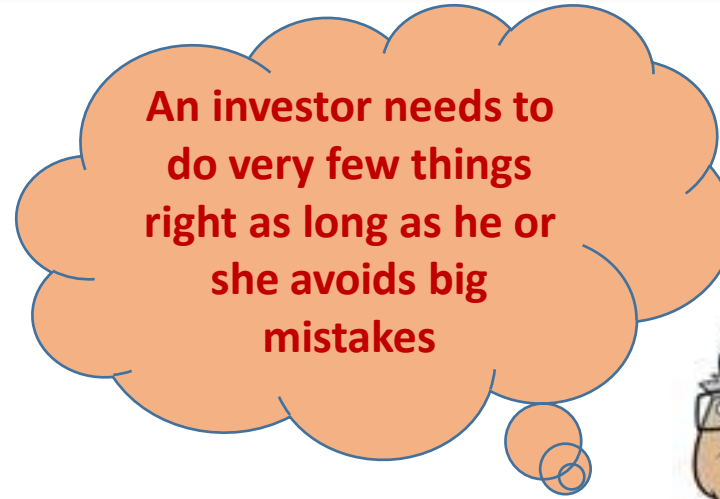 An investor needs to
do very few things
right as long as he or
she avoids big
mistakes